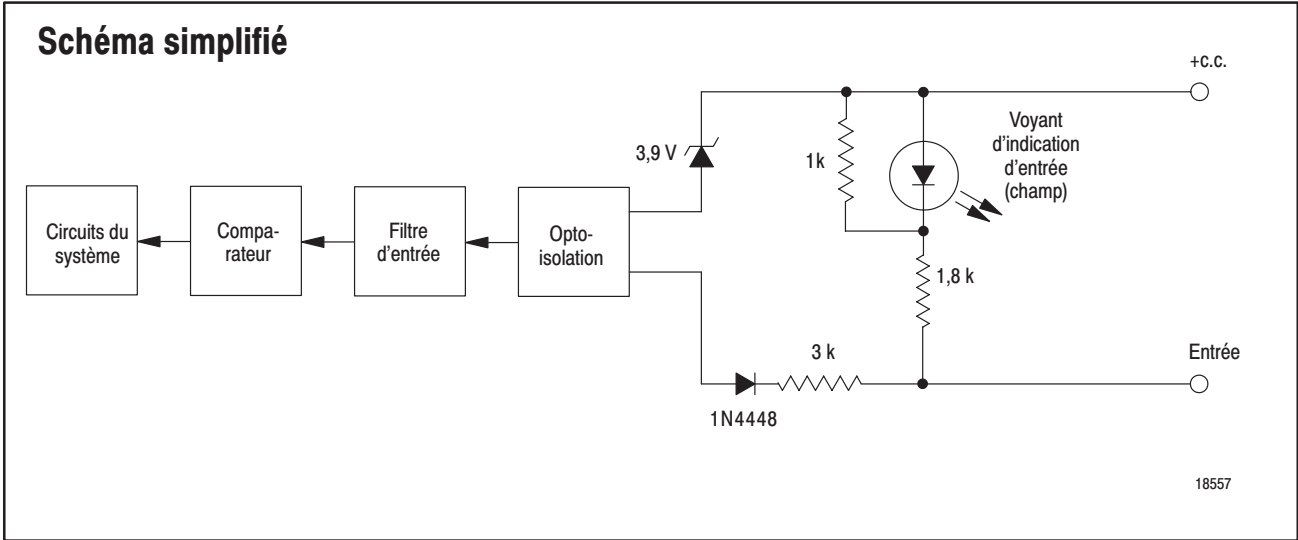 Schéma simplifié
+c.c.
Voyant
d'indication
d'entrée
(champ)
3,9 V
1k
Circuits du
système
Compa-
rateur
Filtre
d'entrée
Opto-
isolation
1,8 k
3 k
Entrée
1N4448
18557